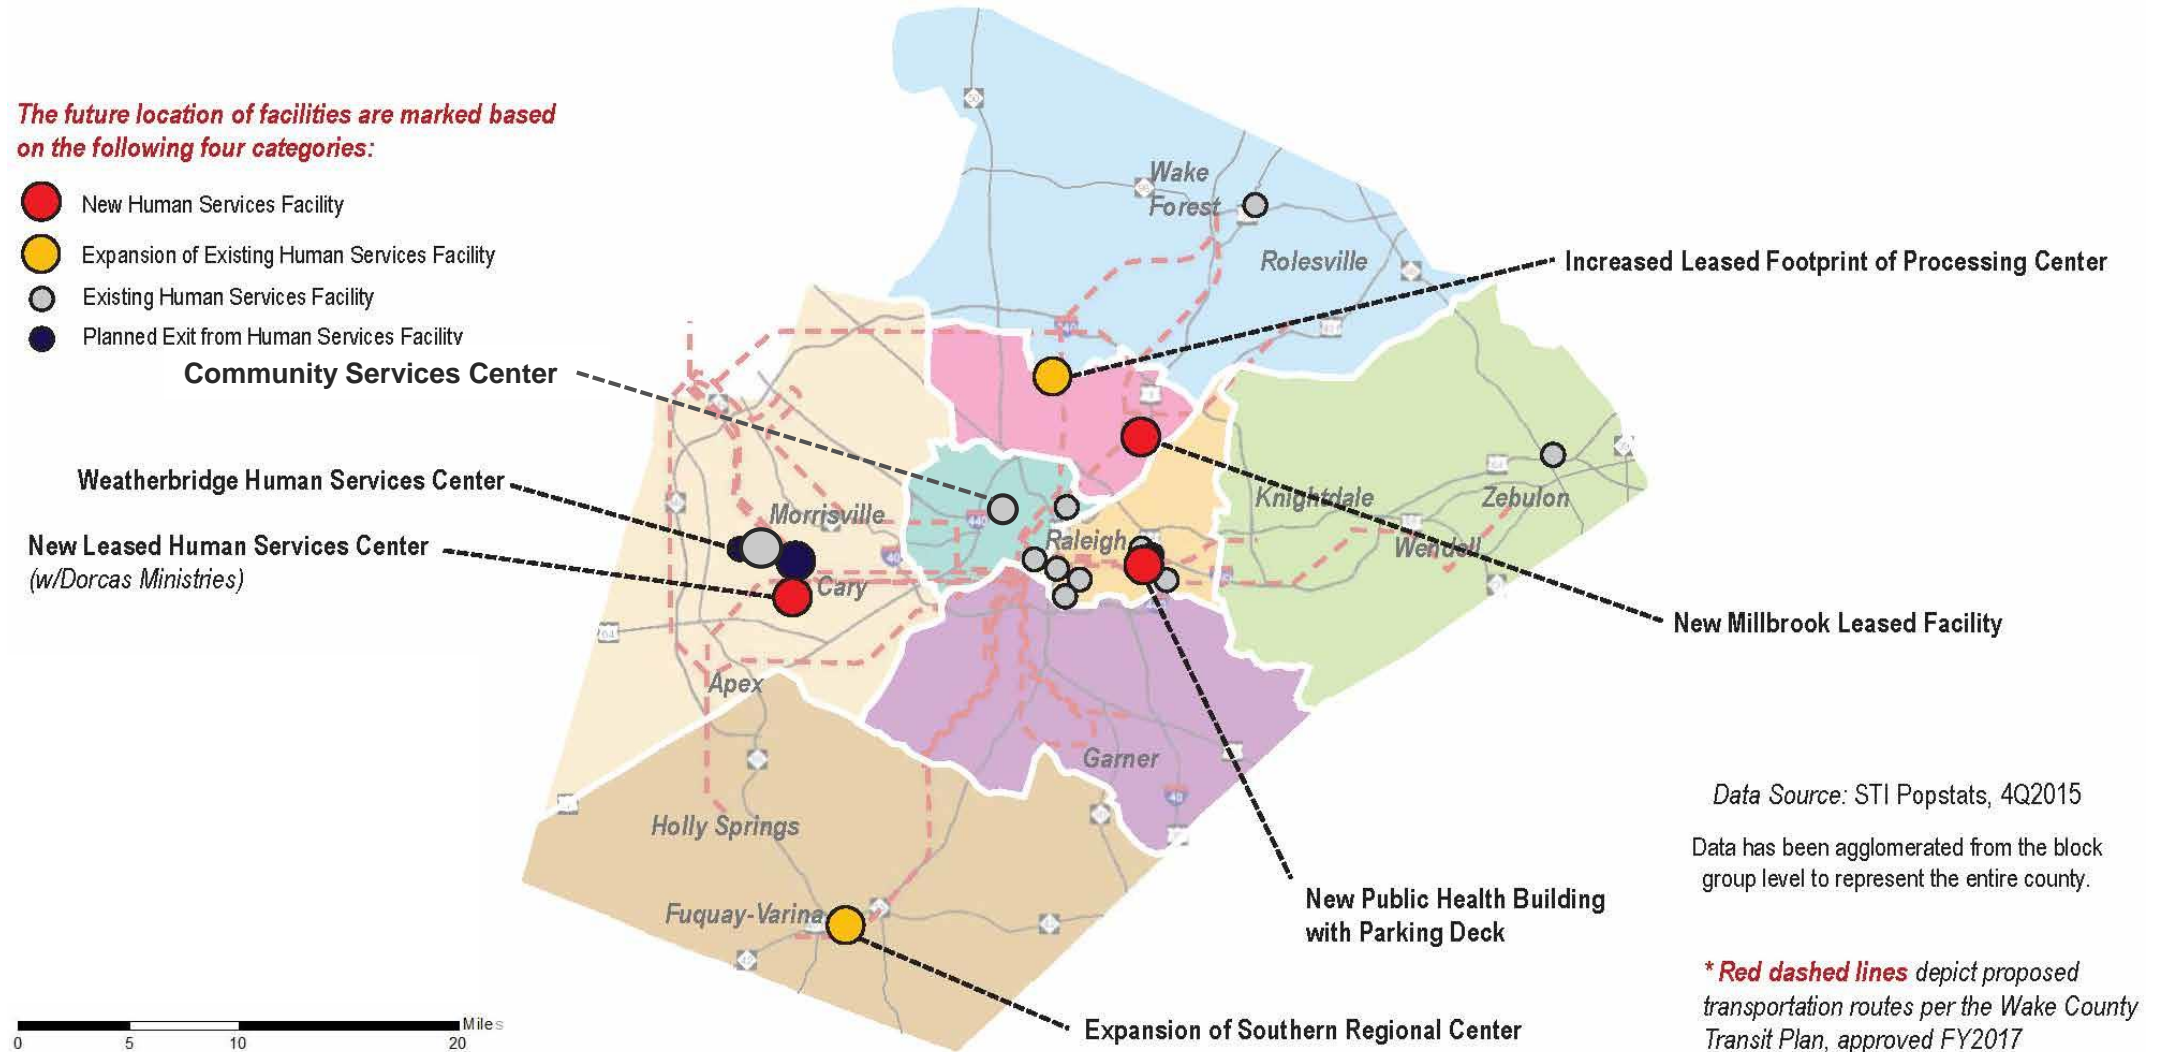 The future location of facilities are marked based
on the following four categories:
New Human Services Facility
Expansion of Existing Human Services Facility
Existing Human Services Facility
Planned Exit from Human Services Facility
Community Services Center
Weatherbridge Human Services Center
New Leased Human Services Center
(w/Dorcas Ministries)
Wake
Forest
Rolesville
Increased Leased Footprint of Processing Center
Morrisville
Cary
Raleigh
Knightdale
Zebulon
Wendell
New Millbrook Leased Facility
Apex
Garner
Holly Springs
Fuquay-Varina
New Public Health Building
with Parking Deck
Expansion of Southern Regional Center
Data Source: STI Popstats, 4Q2015
Data has been agglomerated from the block
group level to represent the entire county.
* Red dashed lines depict proposed
transportation routes per the Wake County
Transit Plan, approved FY2017
Miles
0 5 10 20
50
440
64
40